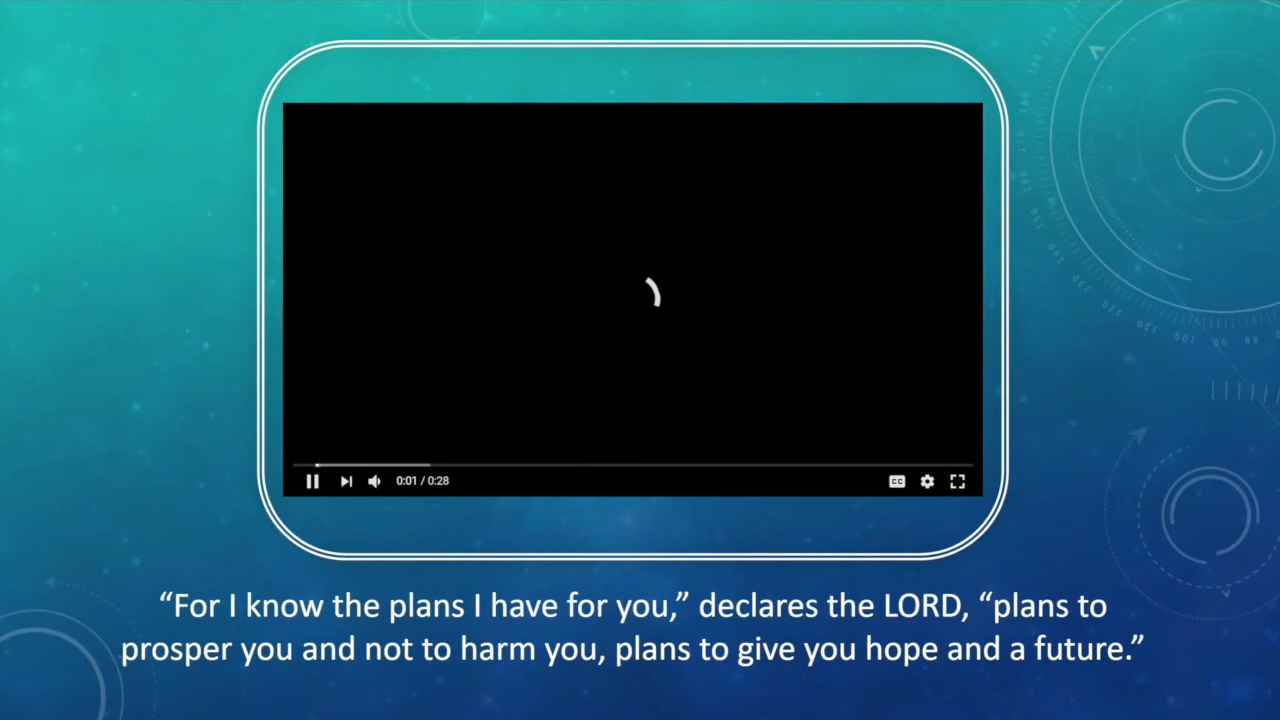 0:01 / 0:28
CC
“For I know the plans I have for you,” declares the LORD, “plans to
prosper you and not to harm you, plans to give you hope and a future.”